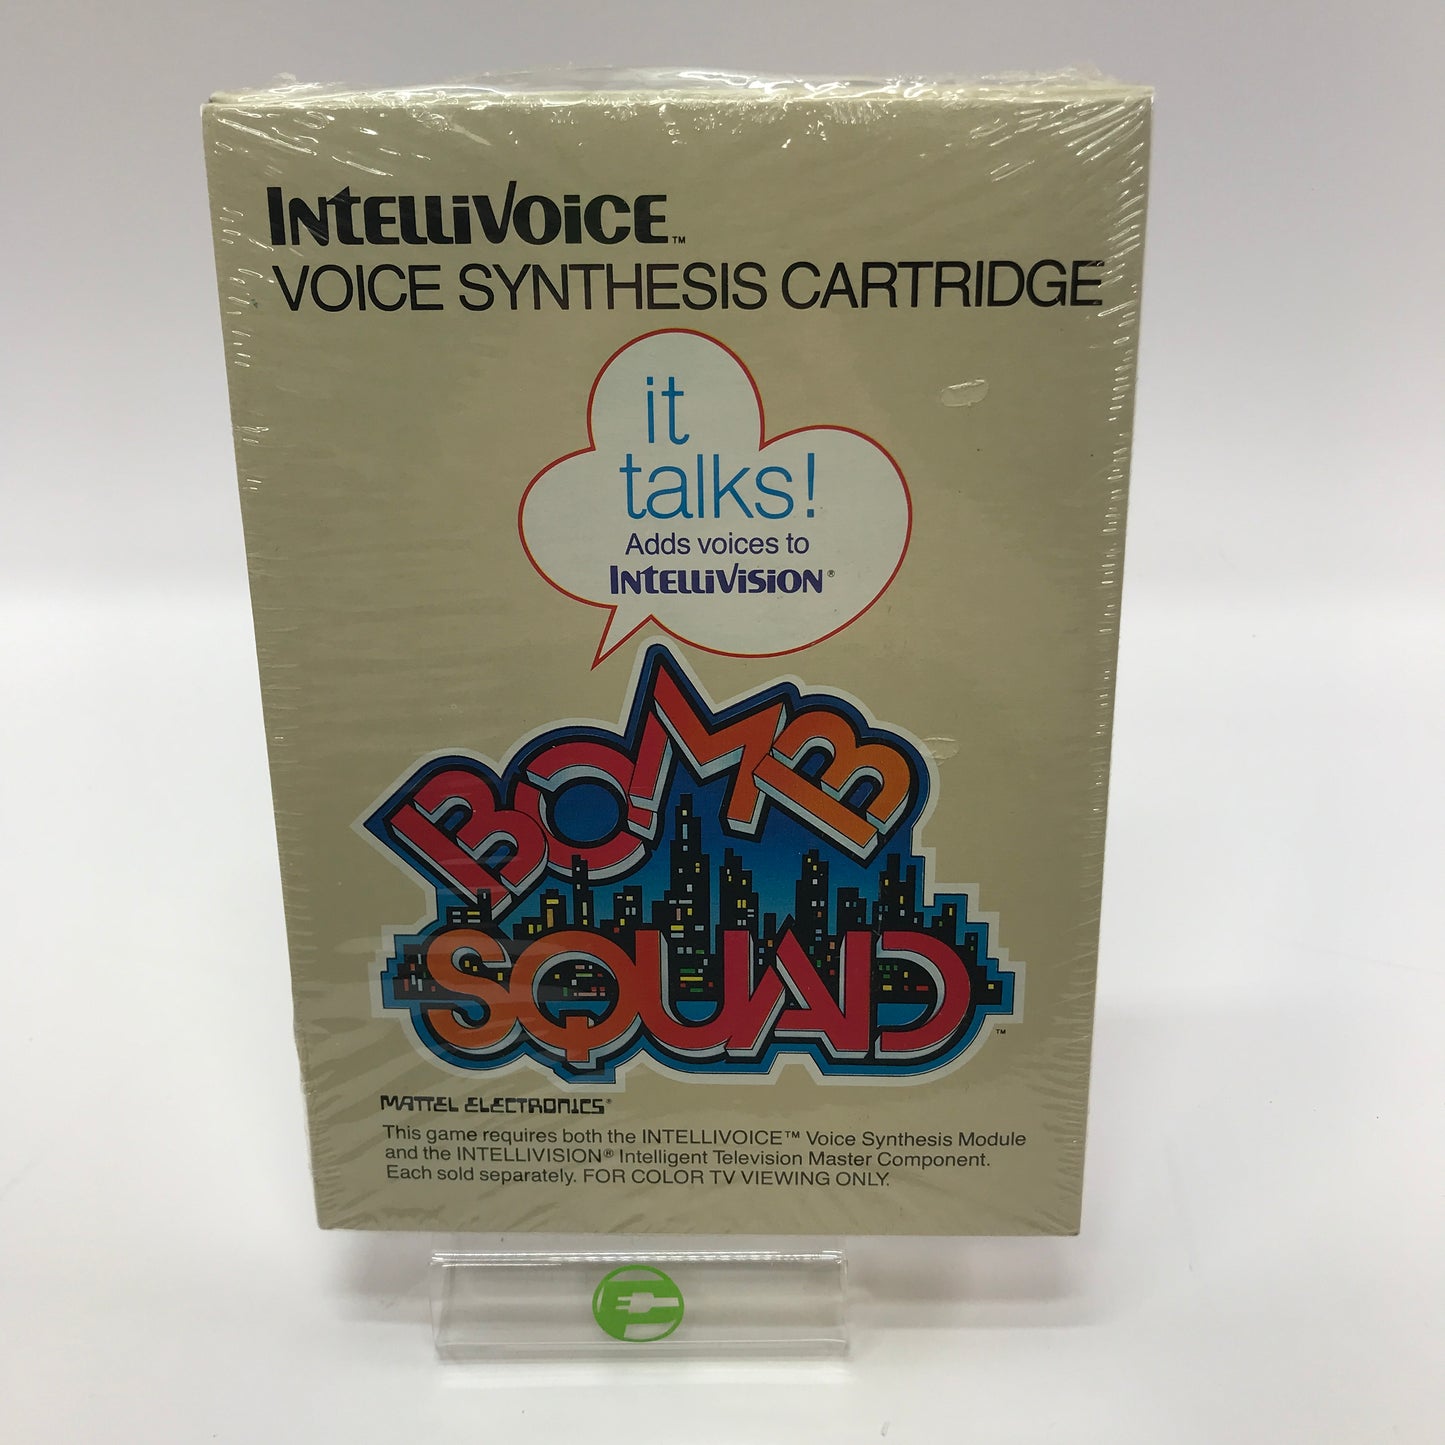 INTELLIVOICE™
VOICE SYNTHESIS CARTRIDGE
it
talks!
Adds voices to
INTELLIVISION®
BOMB
SQUAD™
MATTEL ELECTRONICS®
This game requires both the INTELLIVOICE™ Voice Synthesis Module
and the INTELLIVISION® Intelligent Television Master Component.
Each sold separately. FOR COLOR TV VIEWING ONLY.